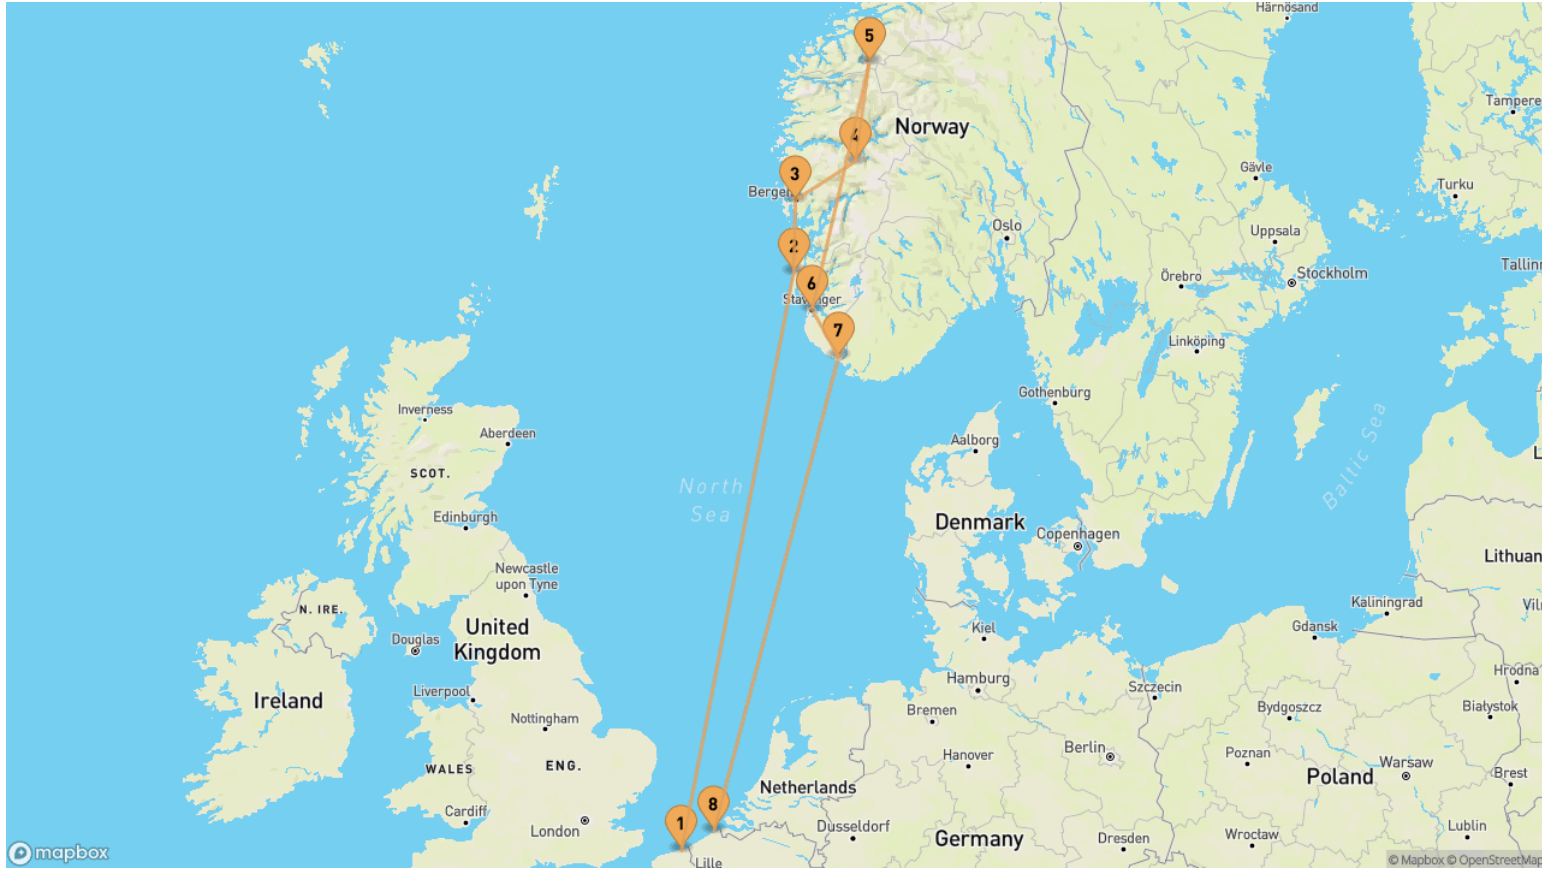 Härnösand
5
Tampere
Norway
4
Gävle
3
Bergen
Turku
Oslo
Uppsala
2
Tallinn
Örebro
Stockholm
6
Stavanger
7
Linköping
Gothenburg
Inverness
Aberdeen
Aalborg
SCOT.
Baltic Sea
North
Sea
Edinburgh
Denmark
Copenhagen
Lithuan
Newcastle
upon Tyne
Kaliningrad
N. IRE.
Viln
United
Kingdom
Douglas
Kiel
Gdansk
Hrodna
Hamburg
Szczecin
Liverpool
Ireland
Bremen
Bydgoszcz
Białystok
Nottingham
Hanover
Berlin
Poznan
Warsaw
WALES
ENG.
Netherlands
Poland
Brest
8
Cardiff
London
1
Dusseldorf
Germany
Dresden
Wrocław
Lublin
mapbox
Lille
© Mapbox © OpenStreetMap